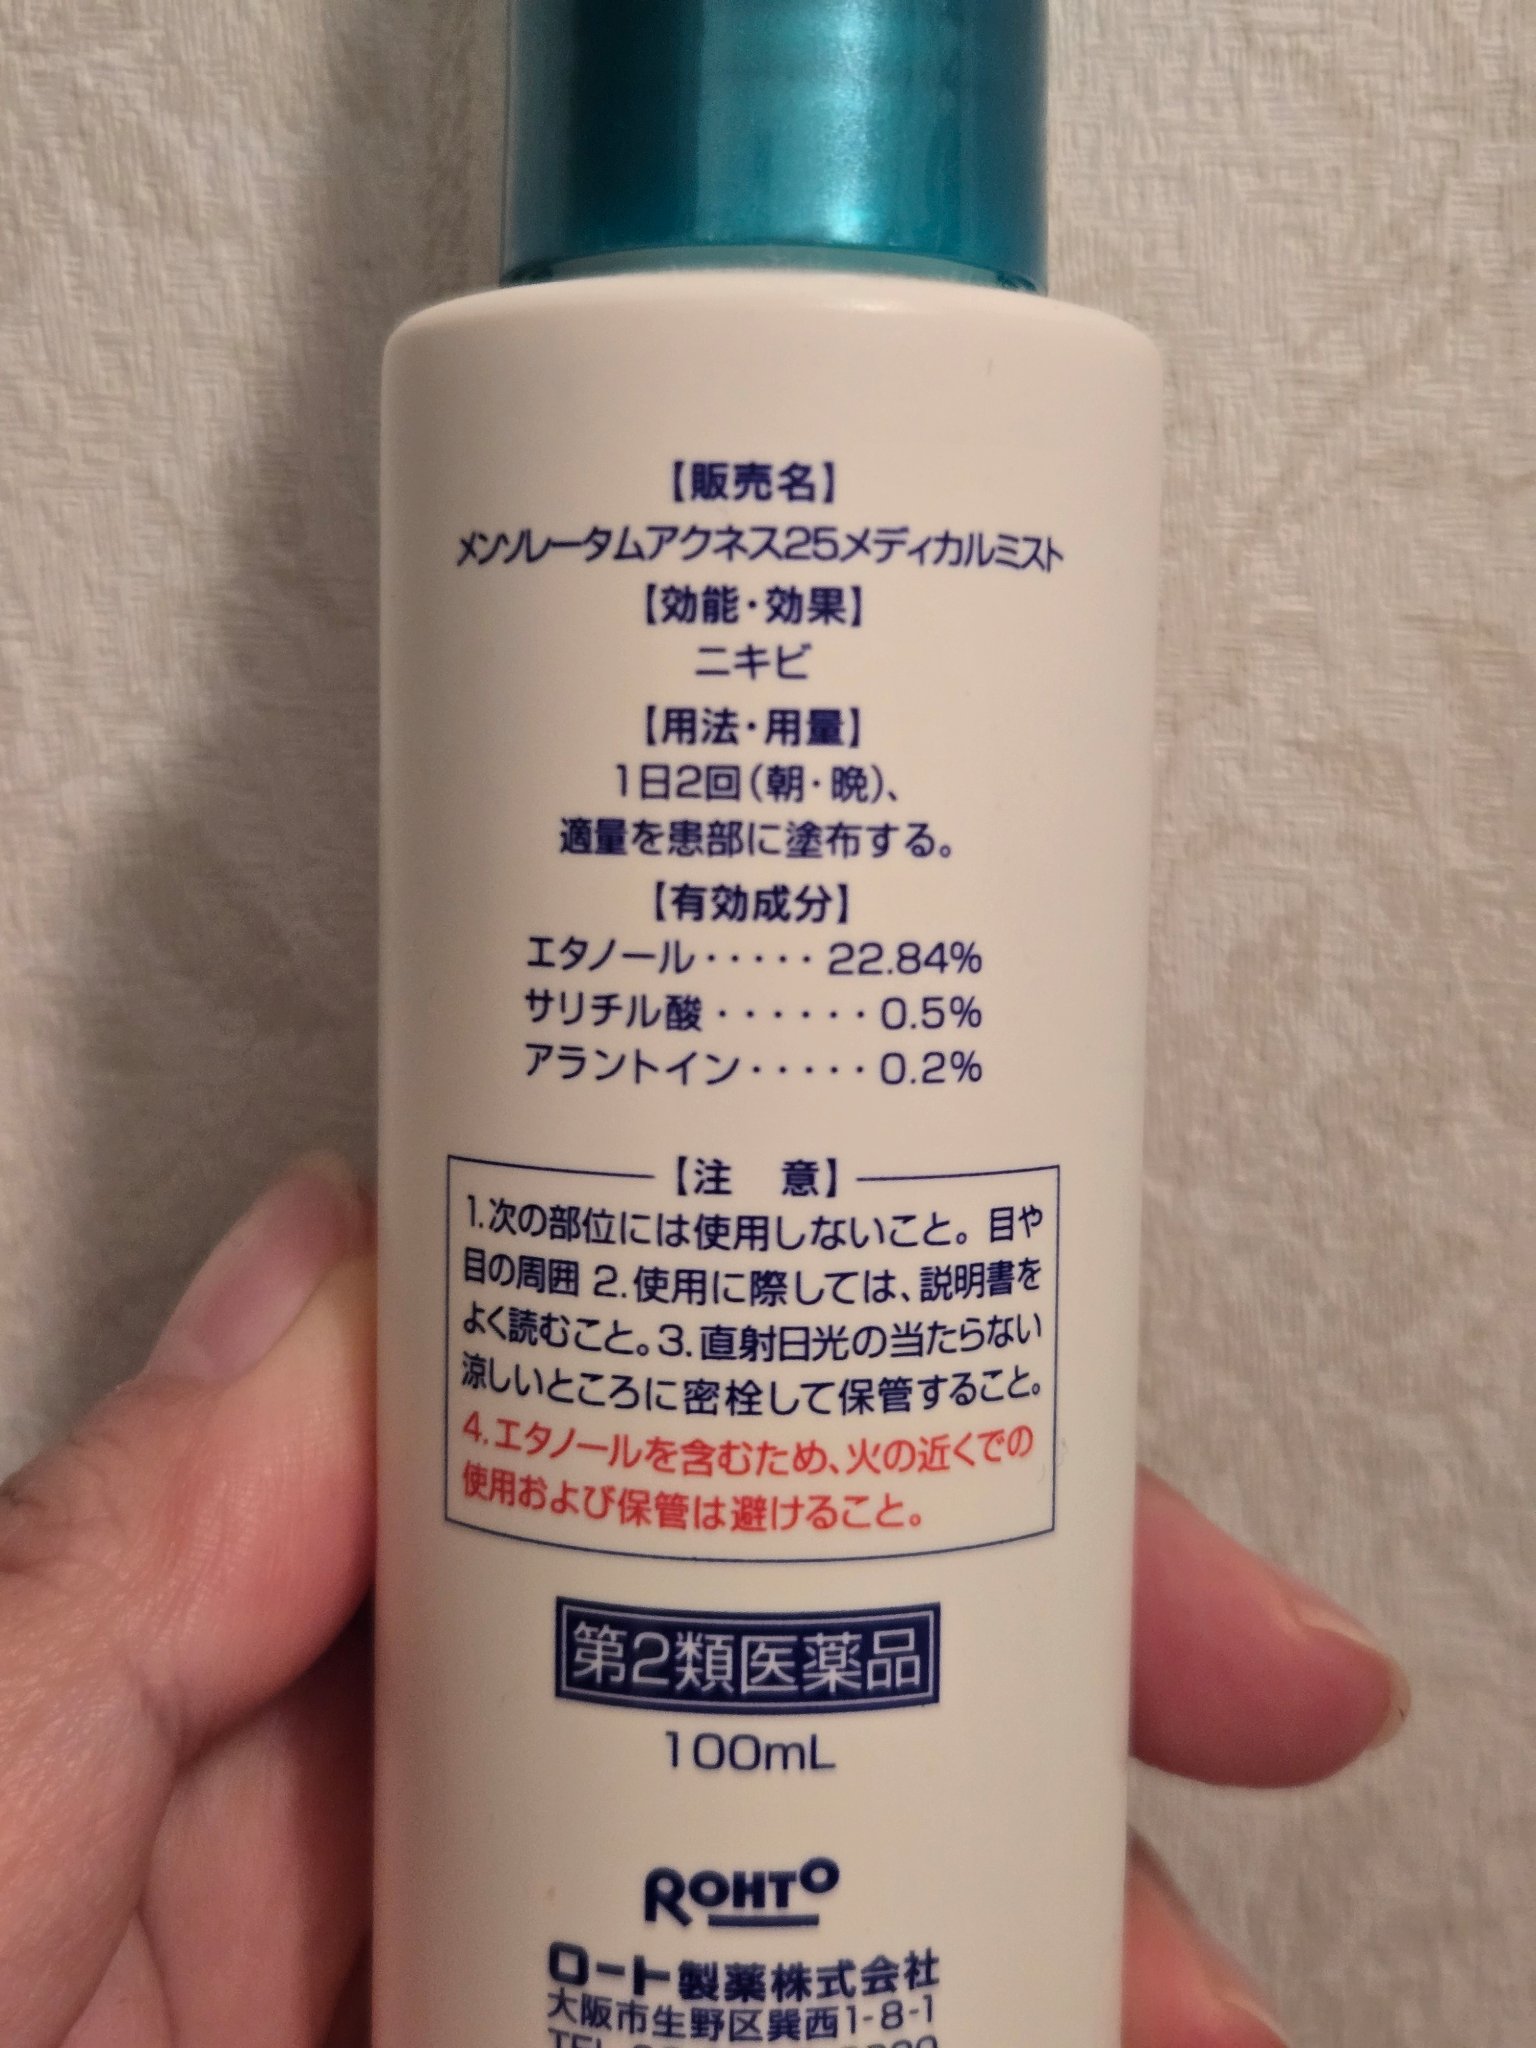 【販売名】
メンソレータムアクネス25メディカルミスト
【効能・効果】
ニキビ
【用法・用量】
1日2回(朝・晩)、
適量を患部に塗布する。
【有効成分】
エタノール・・・・・22.84%
サリチル酸・・・・・・0.5%
アラントイン・・・・・0.2%
【注 意】
1.次の部位には使用しないこと。目や
目の周囲 2.使用に際しては、説明書を
よく読むこと。3.直射日光の当たらない
涼しいところに密栓して保管すること。
4.エタノールを含むため、火の近くでの
使用および保管は避けること。
第2類医薬品
100mL
ROHTO
ロート製薬株式会社
大阪市生野区巽西1-8-1